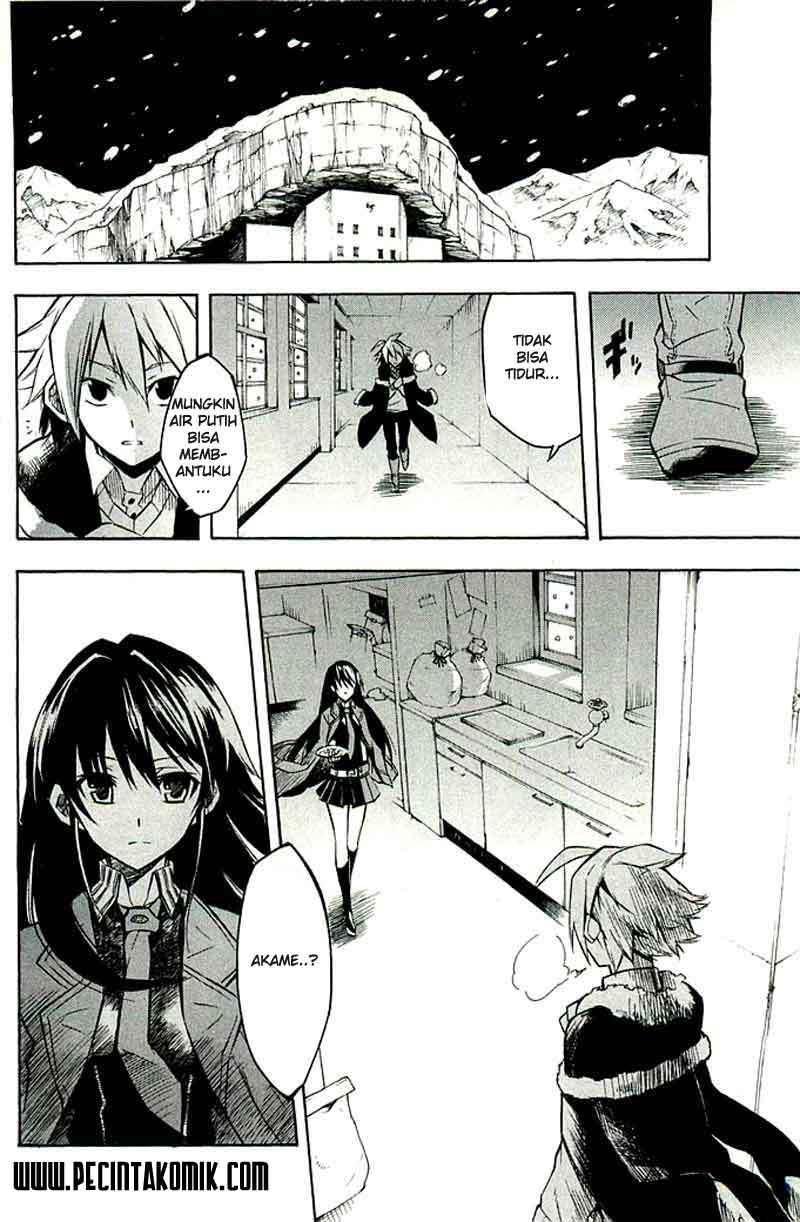 TIDAK
BISA
TIDUR...
MUNGKIN
AIR PUTIH
BISA
MEMB-
ANTUKU
...
AKAME..?
WWW.PECINTAKOMIK.COM